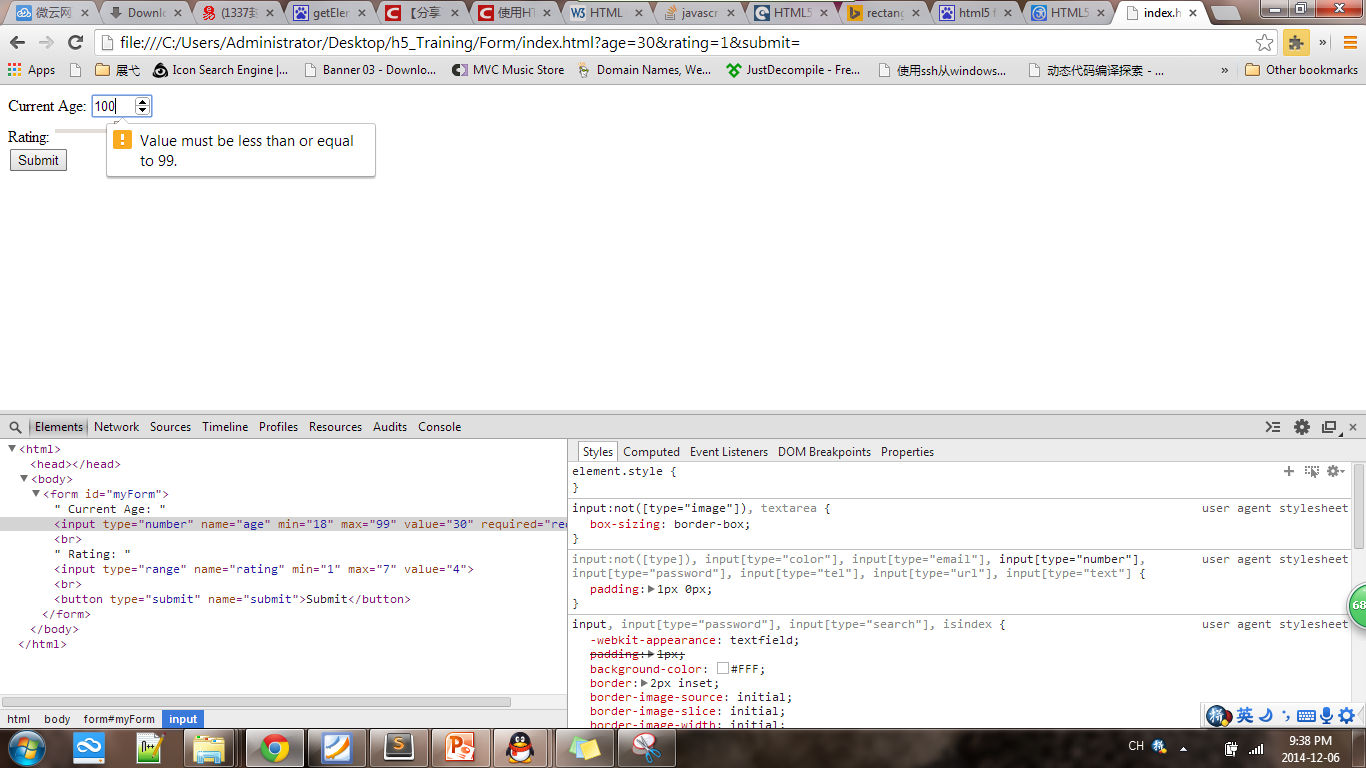 微云网
Downlo
(1337封
getEler
【分享
使用HT
HTML
javascr
HTML5
rectang
html5 f
HTML5
index.h
file:///C:/Users/Administrator/Desktop/h5_Training/Form/index.html?age=30&rating=1&submit=
Apps
展弋
Icon Search Engine |...
Banner 03 - Downlo...
MVC Music Store
Domain Names, We...
JustDecompile - Fre...
使用ssh从windows...
动态代码编译探索 - ...
»
Other bookmarks
Current Age: 100
Value must be less than or equal
to 99.
Rating:
Submit
Elements Network Sources Timeline Profiles Resources Audits Console
<html>
<head></head>
<body>
<form id="myForm">
" Current Age: "
<input type="number" name="age" min="18" max="99" value="30" required="rec
<br>
" Rating: "
<input type="range" name="rating" min="1" max="7" value="4">
<br>
<button type="submit" name="submit">Submit</button>
</form>
</body>
</html>
html body form#myForm input
Styles Computed Event Listeners DOM Breakpoints Properties
element.style {
}
input:not([type="image"]), textarea { user agent stylesheet
box-sizing: border-box;
}
input:not([type]), input[type="color"], input[type="email"], input[type="number"], user agent stylesheet
input[type="password"], input[type="tel"], input[type="url"], input[type="text"] {
padding:1px 0px;
}
input, input[type="password"], input[type="search"], isindex { user agent stylesheet
-webkit-appearance: textfield;
padding:1px;
background-color: #FFF;
border:2px inset;
border-image-source: initial;
border-image-slice: initial;
border-image-width: initial;
68
拼 英
CH 拼
9:38 PM
2014-12-06